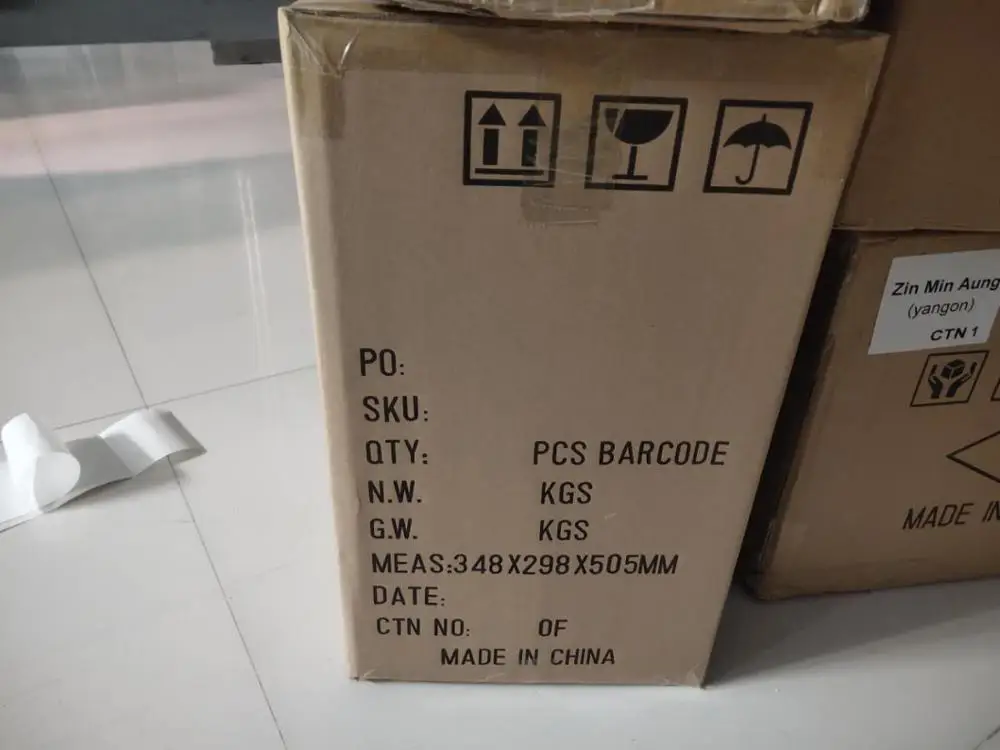 PO:
SKU:
QTY: PCS BARCODE
N.W. KGS
G.W. KGS
MEAS:348X298X505MM
DATE:
CTN NO: OF
MADE IN CHINA
Zin Min Aung
(yangon)
CTN 1
MADE IN